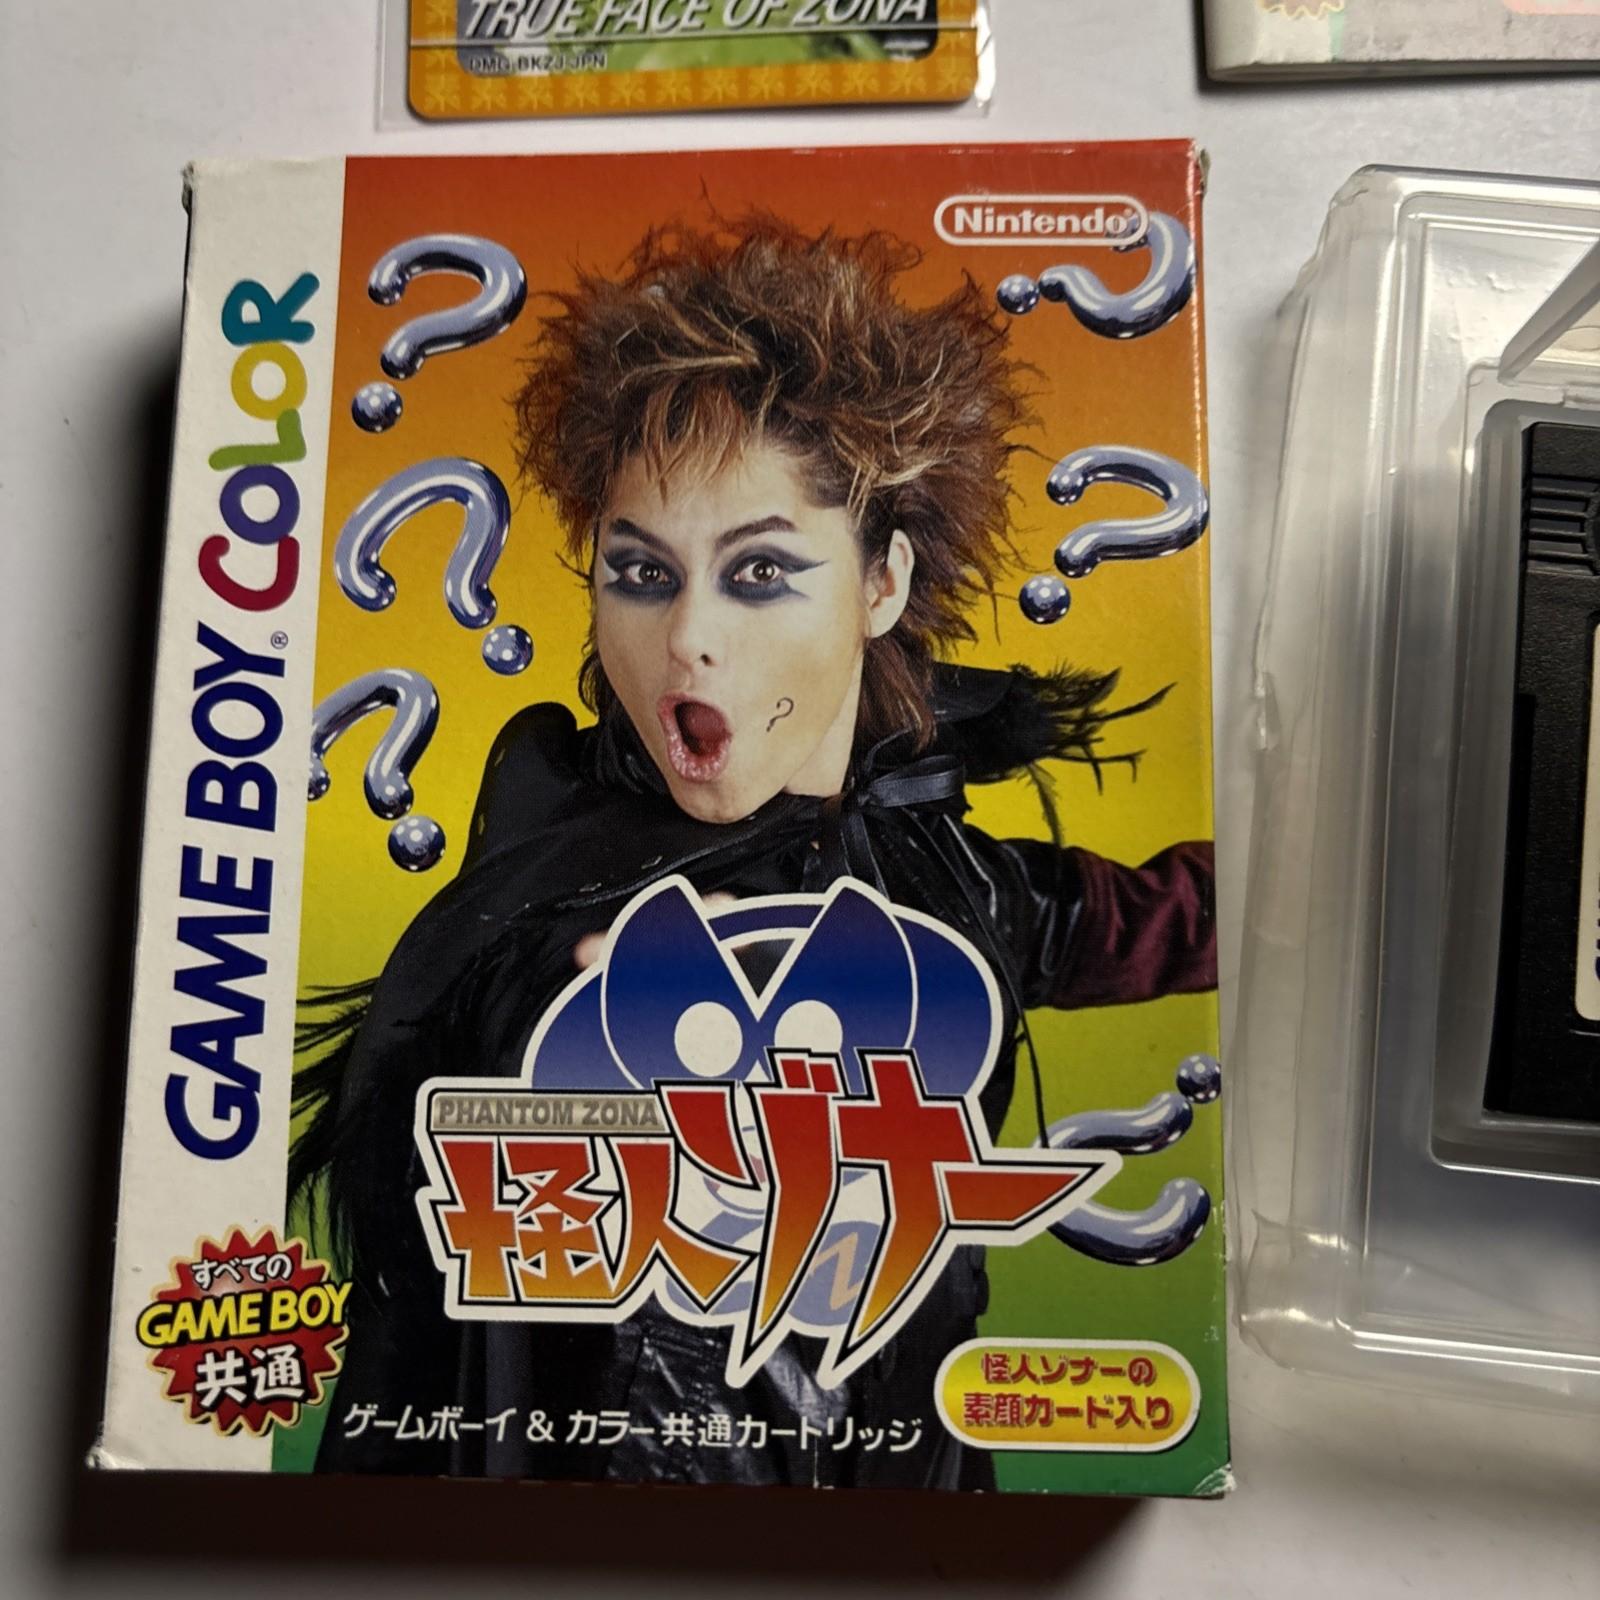 TRUE FACE OF ZONA
DMG-BKZJ-JPN
Nintendo®
GAME BOY® COLOR
PHANTOM ZONA
怪人ゾナー
すべての
GAME BOY
共通
ゲームボーイ & カラー共通カートリッジ
怪人ゾナーの
素顔カード入り